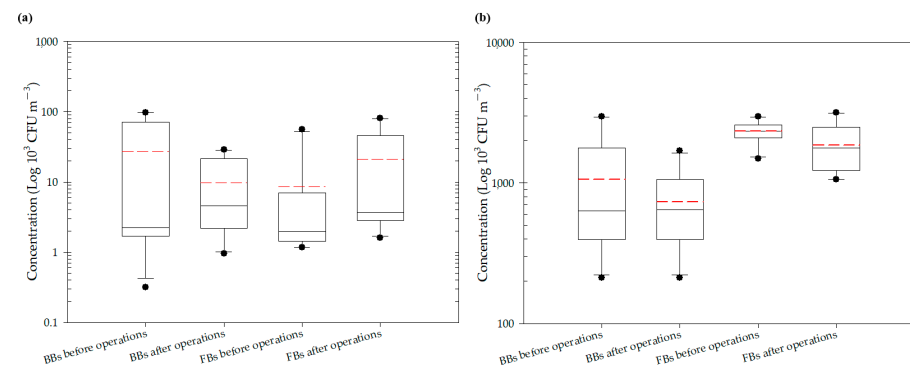 (a)
Concentration (Log 10³ CFU m⁻³)
1000
100
10
1
0.1
BBs before operations
BBs after operations
FBs before operations
FBs after operations
(b)
Concentration (Log 10³ CFU m⁻³)
10000
1000
100
BBs before operations
BBs after operations
FBs before operations
FBs after operations